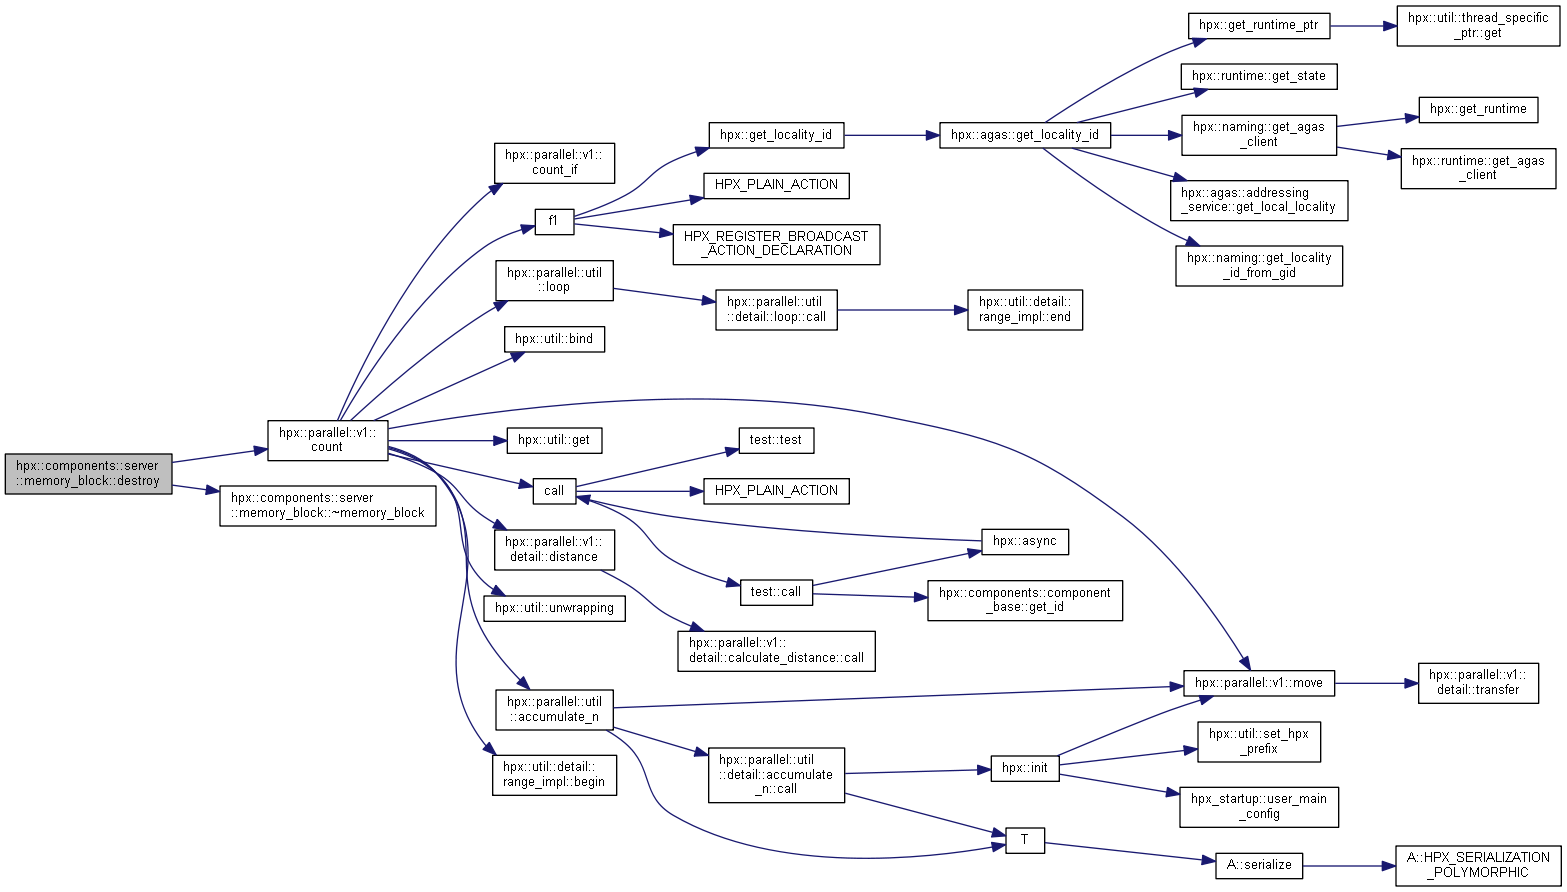 hpx::components::server
::memory_block::destroy
hpx::parallel::v1::
count
hpx::components::server
::memory_block::~memory_block
hpx::parallel::v1::
count_if
f1
hpx::parallel::util
::loop
hpx::util::bind
hpx::util::get
call
hpx::parallel::v1::
detail::distance
hpx::util::unwrapping
hpx::parallel::util
::accumulate_n
hpx::util::detail::
range_impl::begin
hpx::get_locality_id
HPX_PLAIN_ACTION
HPX_REGISTER_BROADCAST
_ACTION_DECLARATION
hpx::parallel::util
::detail::loop::call
test::test
HPX_PLAIN_ACTION
test::call
hpx::parallel::v1::
detail::calculate_distance::call
hpx::parallel::util
::detail::accumulate
_n::call
hpx::agas::get_locality_id
hpx::util::detail::
range_impl::end
hpx::async
hpx::components::component
_base::get_id
hpx::init
T
hpx::get_runtime_ptr
hpx::runtime::get_state
hpx::naming::get_agas
_client
hpx::agas::addressing
_service::get_local_locality
hpx::naming::get_locality
_id_from_gid
hpx::parallel::v1::move
hpx::util::set_hpx
_prefix
hpx_startup::user_main
_config
A::serialize
hpx::util::thread_specific
_ptr::get
hpx::get_runtime
hpx::runtime::get_agas
_client
hpx::parallel::v1::
detail::transfer
A::HPX_SERIALIZATION
_POLYMORPHIC